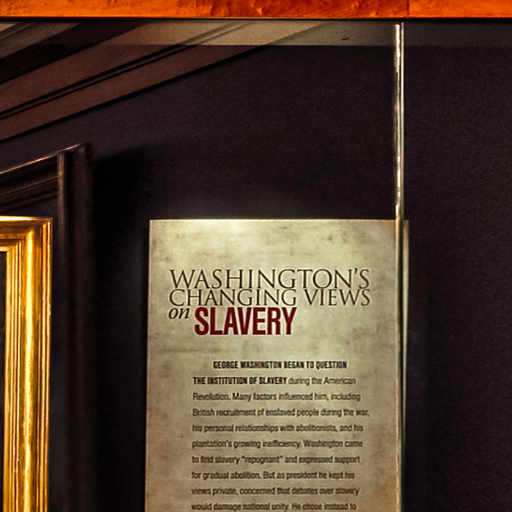 WASHINGTON'S
CHANGING VIEWS
on SLAVERY
GEORGE WASHINGTON BEGAN TO QUESTION
THE INSTITUTION OF SLAVERY during the American
Revolution. Many factors influenced him, including
British recruitment of enslaved people during the war,
his personal relationships with abolitionists, and his
plantation's growing inefficiency. Washington came
to find slavery "repugnant" and expressed support
for gradual abolition. But as president he kept his
views private, concerned that debates over slavery
would damage national unity. He chose instead to